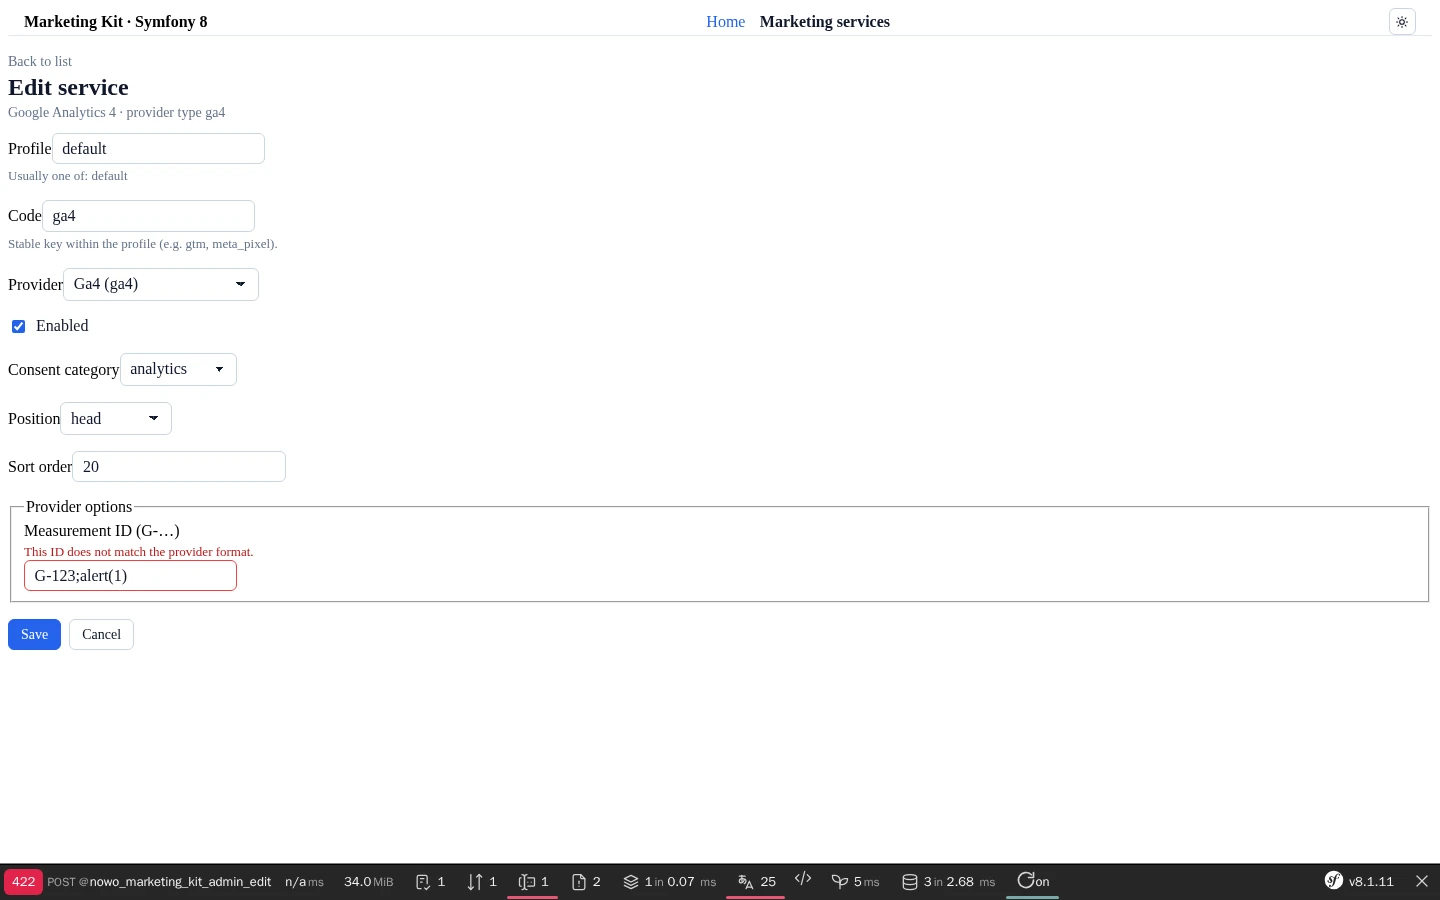 Marketing Kit · Symfony 8 Home Marketing services
Back to list
Edit service
Google Analytics 4 · provider type ga4
Profile default
Usually one of: default
Code ga4
Stable key within the profile (e.g. gtm, meta_pixel).
Provider Ga4 (ga4)
Enabled
Consent category analytics
Position head
Sort order 20
Provider options
Measurement ID (G-…)
This ID does not match the provider format.
G-123;alert(1)
Save Cancel
422 POST @nowo_marketing_kit_admin_edit n/a ms 34.0 MiB 1 1 1 2 1 in 0.07 ms 25 5 ms 3 in 2.68 ms on v8.1.11